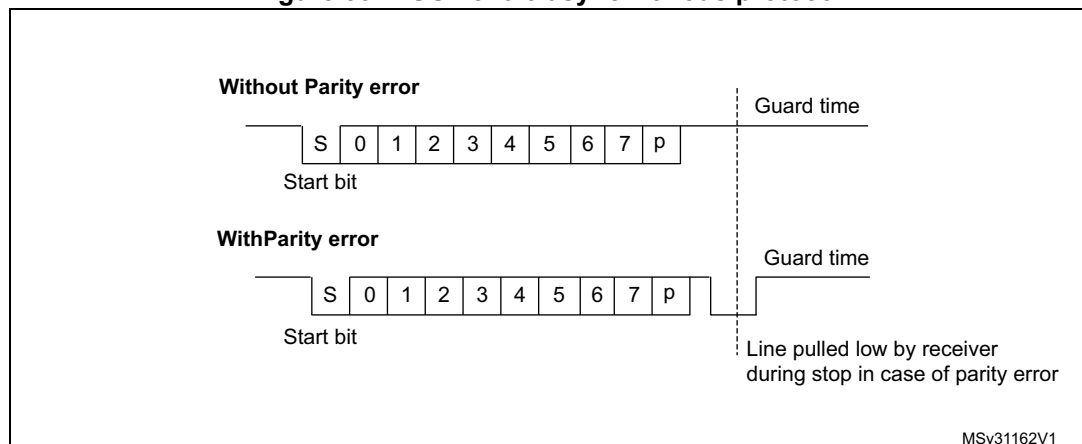 Without Parity error
Guard time
S 0 1 2 3 4 5 6 7 p
Start bit
WithParity error
Guard time
S 0 1 2 3 4 5 6 7 p
Start bit
Line pulled low by receiver
during stop in case of parity error
MSv31162V1